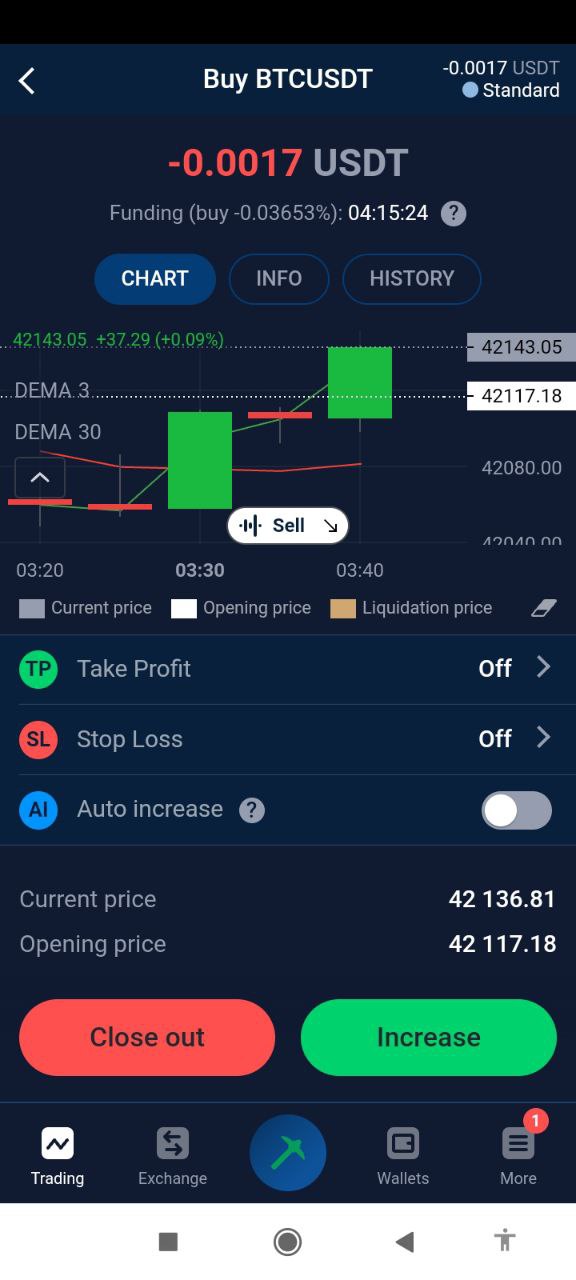 Buy BTCUSDT
-0.0017 USDT
Standard
-0.0017 USDT
Funding (buy -0.03653%): 04:15:24 ?
CHART INFO HISTORY
42143.05 +37.29 (+0.09%)
42143.05
DEMA 3
42117.18
DEMA 30
42080.00
Sell
42040.00
03:20 03:30 03:40
Current price Opening price Liquidation price
TP Take Profit Off
SL Stop Loss Off
AI Auto increase ?
Current price 42 136.81
Opening price 42 117.18
Close out Increase
1
Trading Exchange Wallets More